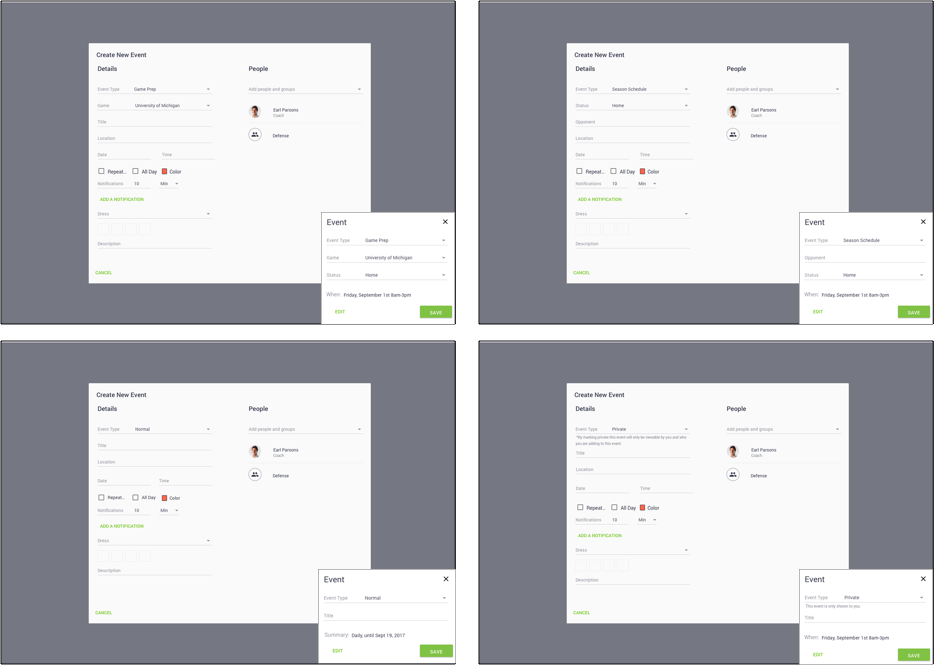 Create New Event
Details
People
Event Type Game Prep
Add people and groups
Game University of Michigan
Earl Parsons
Coach
Title
Defense
Location
Date Time
Repeat.. All Day Color
Notifications 10 Min
ADD A NOTIFICATION
Dress
Description
CANCEL
Event
Event Type Game Prep
Game University of Michigan
Status Home
When: Friday, September 1st 8am-3pm
EDIT SAVE
Create New Event
Details
People
Event Type Season Schedule
Add people and groups
Status Home
Earl Parsons
Coach
Opponent
Defense
Location
Date Time
Repeat.. All Day Color
Notifications 10 Min
ADD A NOTIFICATION
Dress
Description
CANCEL
Event
Event Type Season Schedule
Opponent
Status Home
When: Friday, September 1st 8am-3pm
EDIT SAVE
Create New Event
Details
People
Event Type Normal
Add people and groups
Title
Earl Parsons
Coach
Location
Defense
Date Time
Repeat.. All Day Color
Notifications 10 Min
ADD A NOTIFICATION
Dress
Description
CANCEL
Event
Event Type Normal
Title
Summary: Daily, until Sept 19, 2017
EDIT SAVE
Create New Event
Details
People
Event Type Private
Add people and groups
*By marking private this event will only be viewable by you and who
you are adding to this event
Title
Earl Parsons
Coach
Location
Defense
Date Time
Repeat.. All Day Color
Notifications 10 Min
ADD A NOTIFICATION
Dress
Description
CANCEL
Event
Event Type Private
This event is only shown to you.
Title
When: Friday, September 1st 8am-3pm
EDIT SAVE